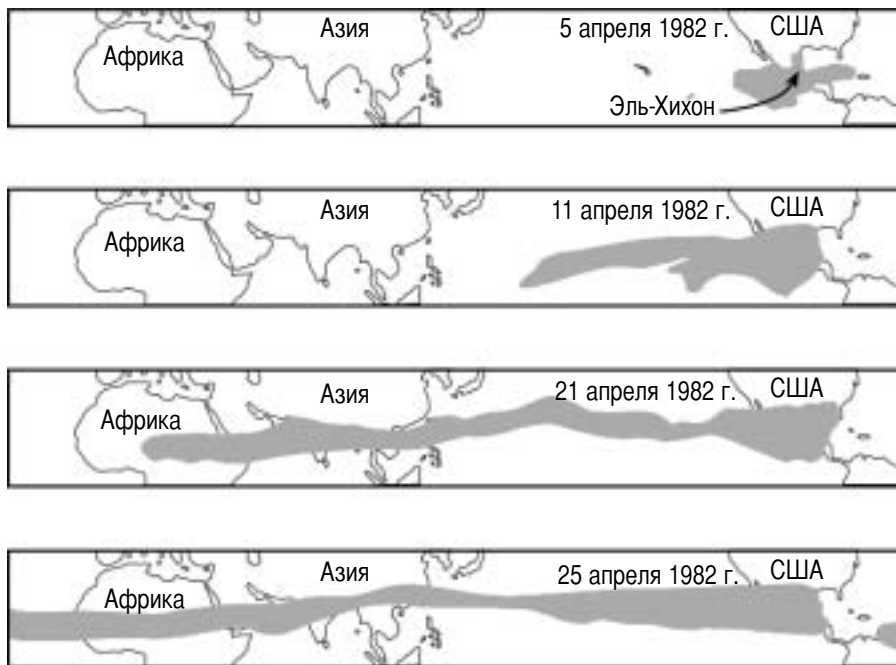 Африка
Азия
5 апреля 1982 г.
США
Эль-Хихон
Африка
Азия
11 апреля 1982 г.
США
Африка
Азия
21 апреля 1982 г.
США
Африка
Азия
25 апреля 1982 г.
США